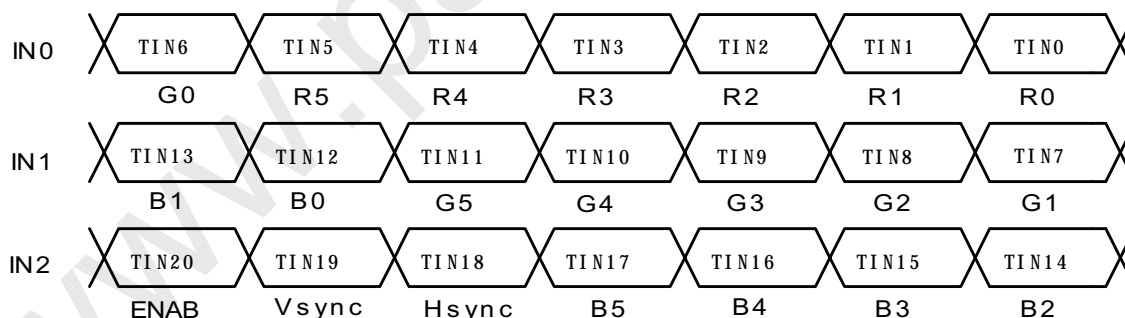 IN0 TIN6 TIN5 TIN4 TIN3 TIN2 TIN1 TIN0
G0 R5 R4 R3 R2 R1 R0
IN1 TIN13 TIN12 TIN11 TIN10 TIN9 TIN8 TIN7
B1 B0 G5 G4 G3 G2 G1
IN2 TIN20 TIN19 TIN18 TIN17 TIN16 TIN15 TIN14
ENAB Vsync Hsync B5 B4 B3 B2